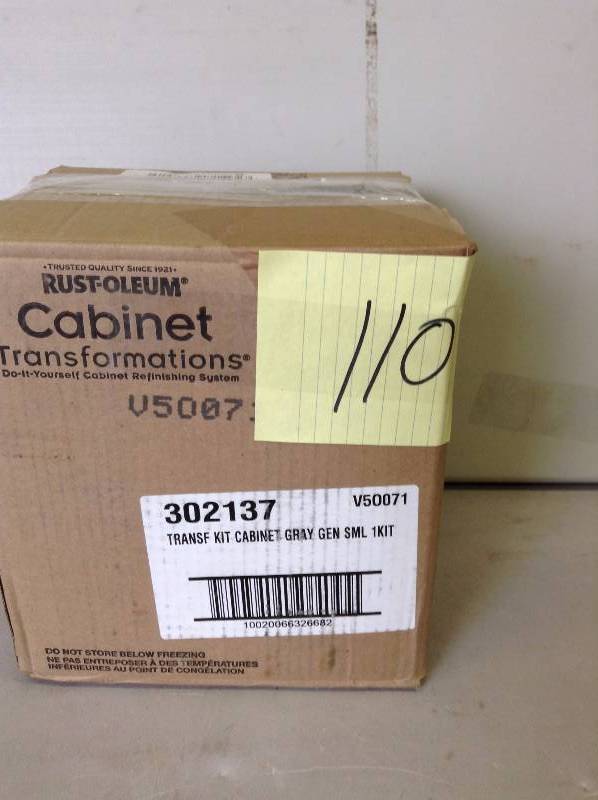 •TRUSTED QUALITY SINCE 1921•
RUST-OLEUM®
Cabinet
Transformations®
Do-It-Yourself Cabinet Refinishing System
V5007
110
302137
V50071
TRANSF KIT CABINET GRAY GEN SML 1KIT
10020066326682
DO NOT STORE BELOW FREEZING
NE PAS ENTREPOSER À DES TEMPÉRATURES
INFÉRIEURES AU POINT DE CONGÉLATION